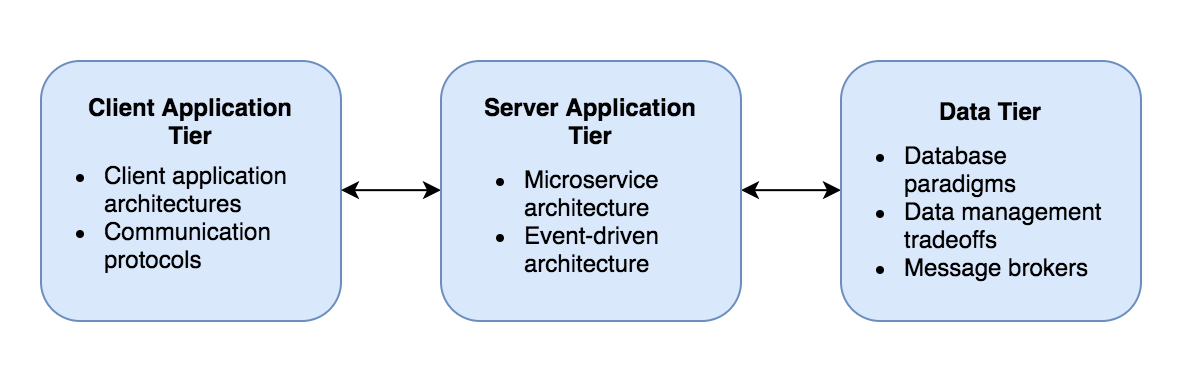 Client Application
Tier
• Client application
architectures
• Communication
protocols
Server Application
Tier
• Microservice
architecture
• Event-driven
architecture
Data Tier
• Database
paradigms
• Data management
tradeoffs
• Message brokers